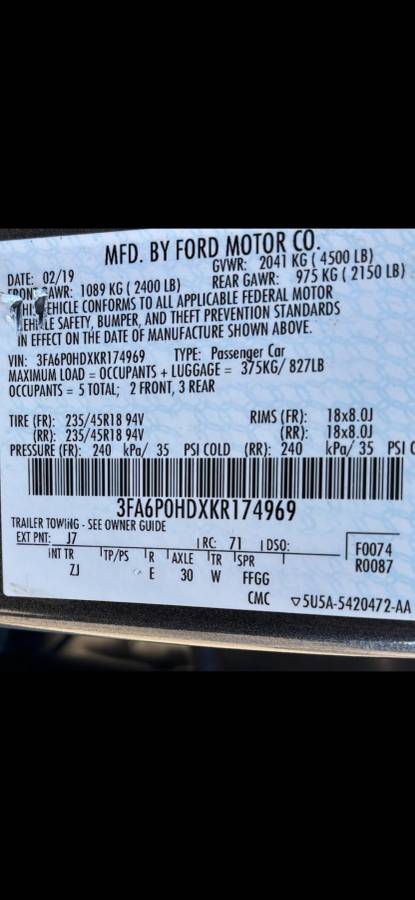 MFD. BY FORD MOTOR CO.
DATE: 02/19 GVWR: 2041 KG ( 4500 LB)
FRONT GAWR: 1089 KG ( 2400 LB) REAR GAWR: 975 KG ( 2150 LB)
THIS VEHICLE CONFORMS TO ALL APPLICABLE FEDERAL MOTOR
VEHICLE SAFETY, BUMPER, AND THEFT PREVENTION STANDARDS
IN EFFECT ON THE DATE OF MANUFACTURE SHOWN ABOVE.
VIN: 3FA6P0HDXKR174969 TYPE: Passenger Car
MAXIMUM LOAD = OCCUPANTS + LUGGAGE = 375KG/ 827LB
OCCUPANTS = 5 TOTAL; 2 FRONT, 3 REAR
TIRE (FR): 235/45R18 94V RIMS (FR): 18x8.0J
(RR): 235/45R18 94V (RR): 18x8.0J
PRESSURE (FR): 240 kPa/ 35 PSI COLD (RR): 240 kPa/ 35 PSI C
3FA6P0HDXKR174969
TRAILER TOWING - SEE OWNER GUIDE
EXT PNT: J7 RC: 71 DSO: F0074
INT TR TP/PS R AXLE TR SPR R0087
ZJ E 30 W FFGG
CMC ▽5U5A-5420472-AA